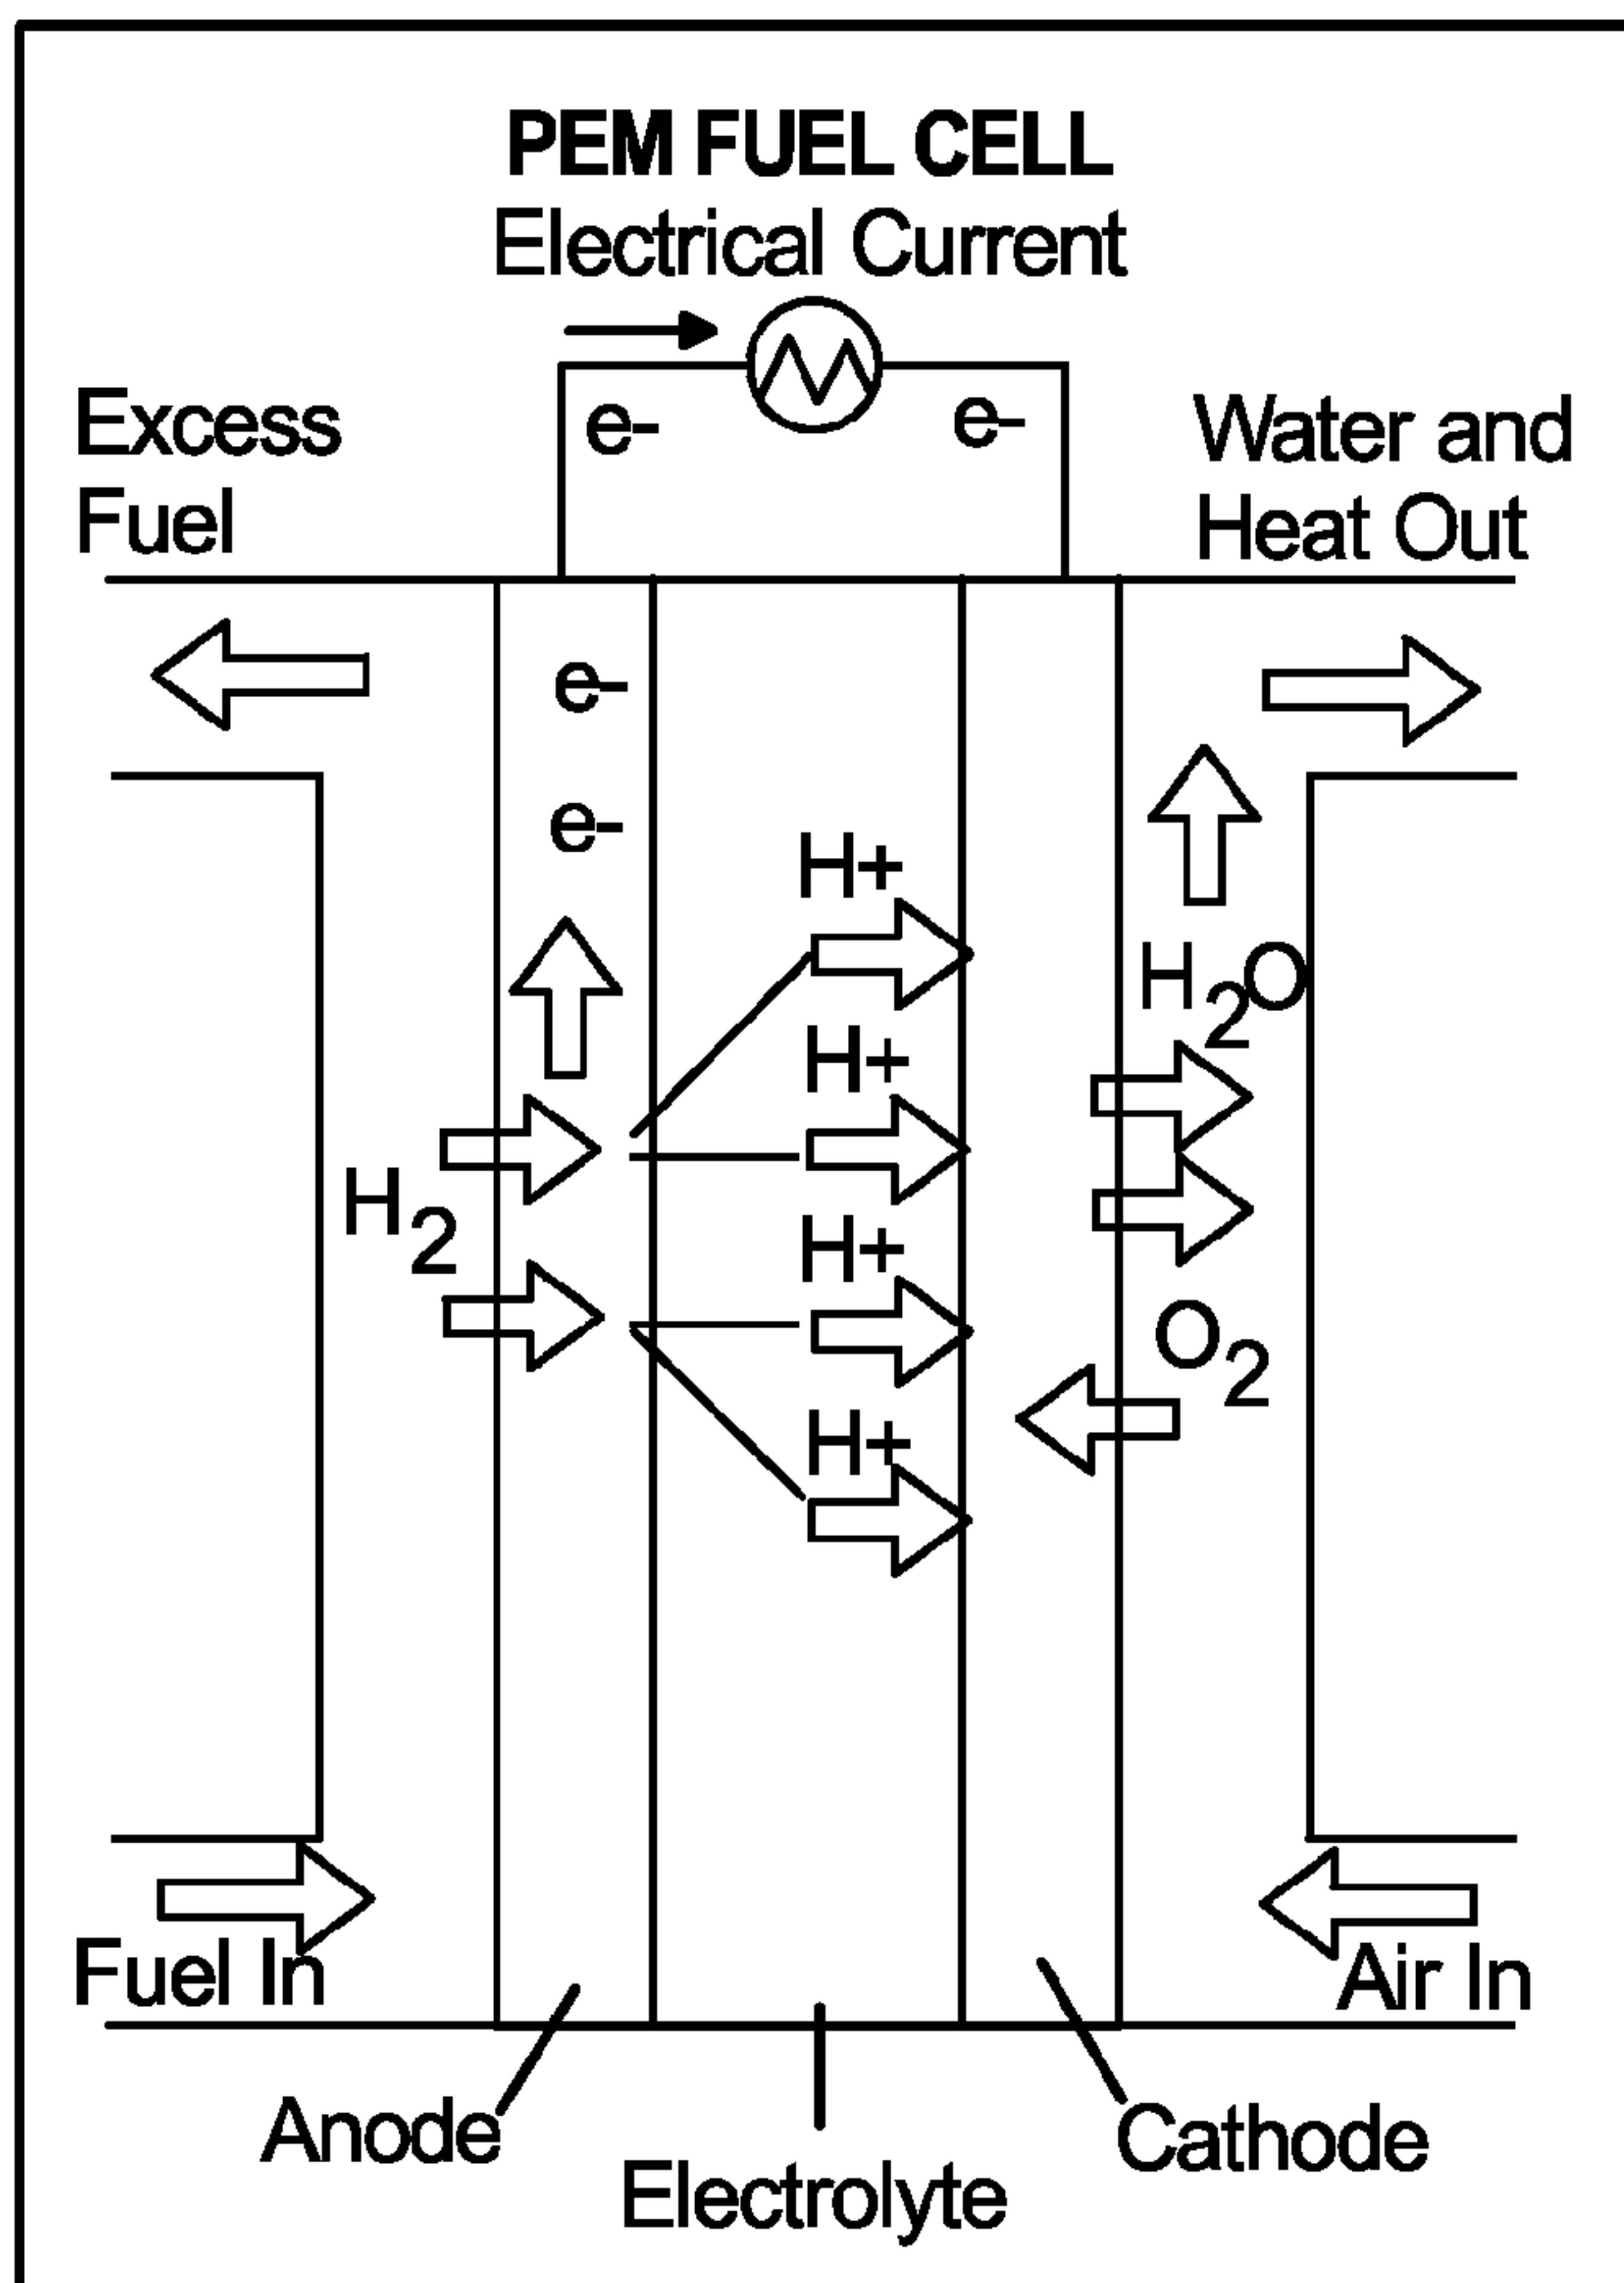 PEM FUEL CELL
Electrical Current
e-
e-
Excess
Fuel
Water and
Heat Out
e-
e-
H+
H2O
H+
H2
H+
O2
H+
Fuel In
Air In
Anode
Cathode
Electrolyte